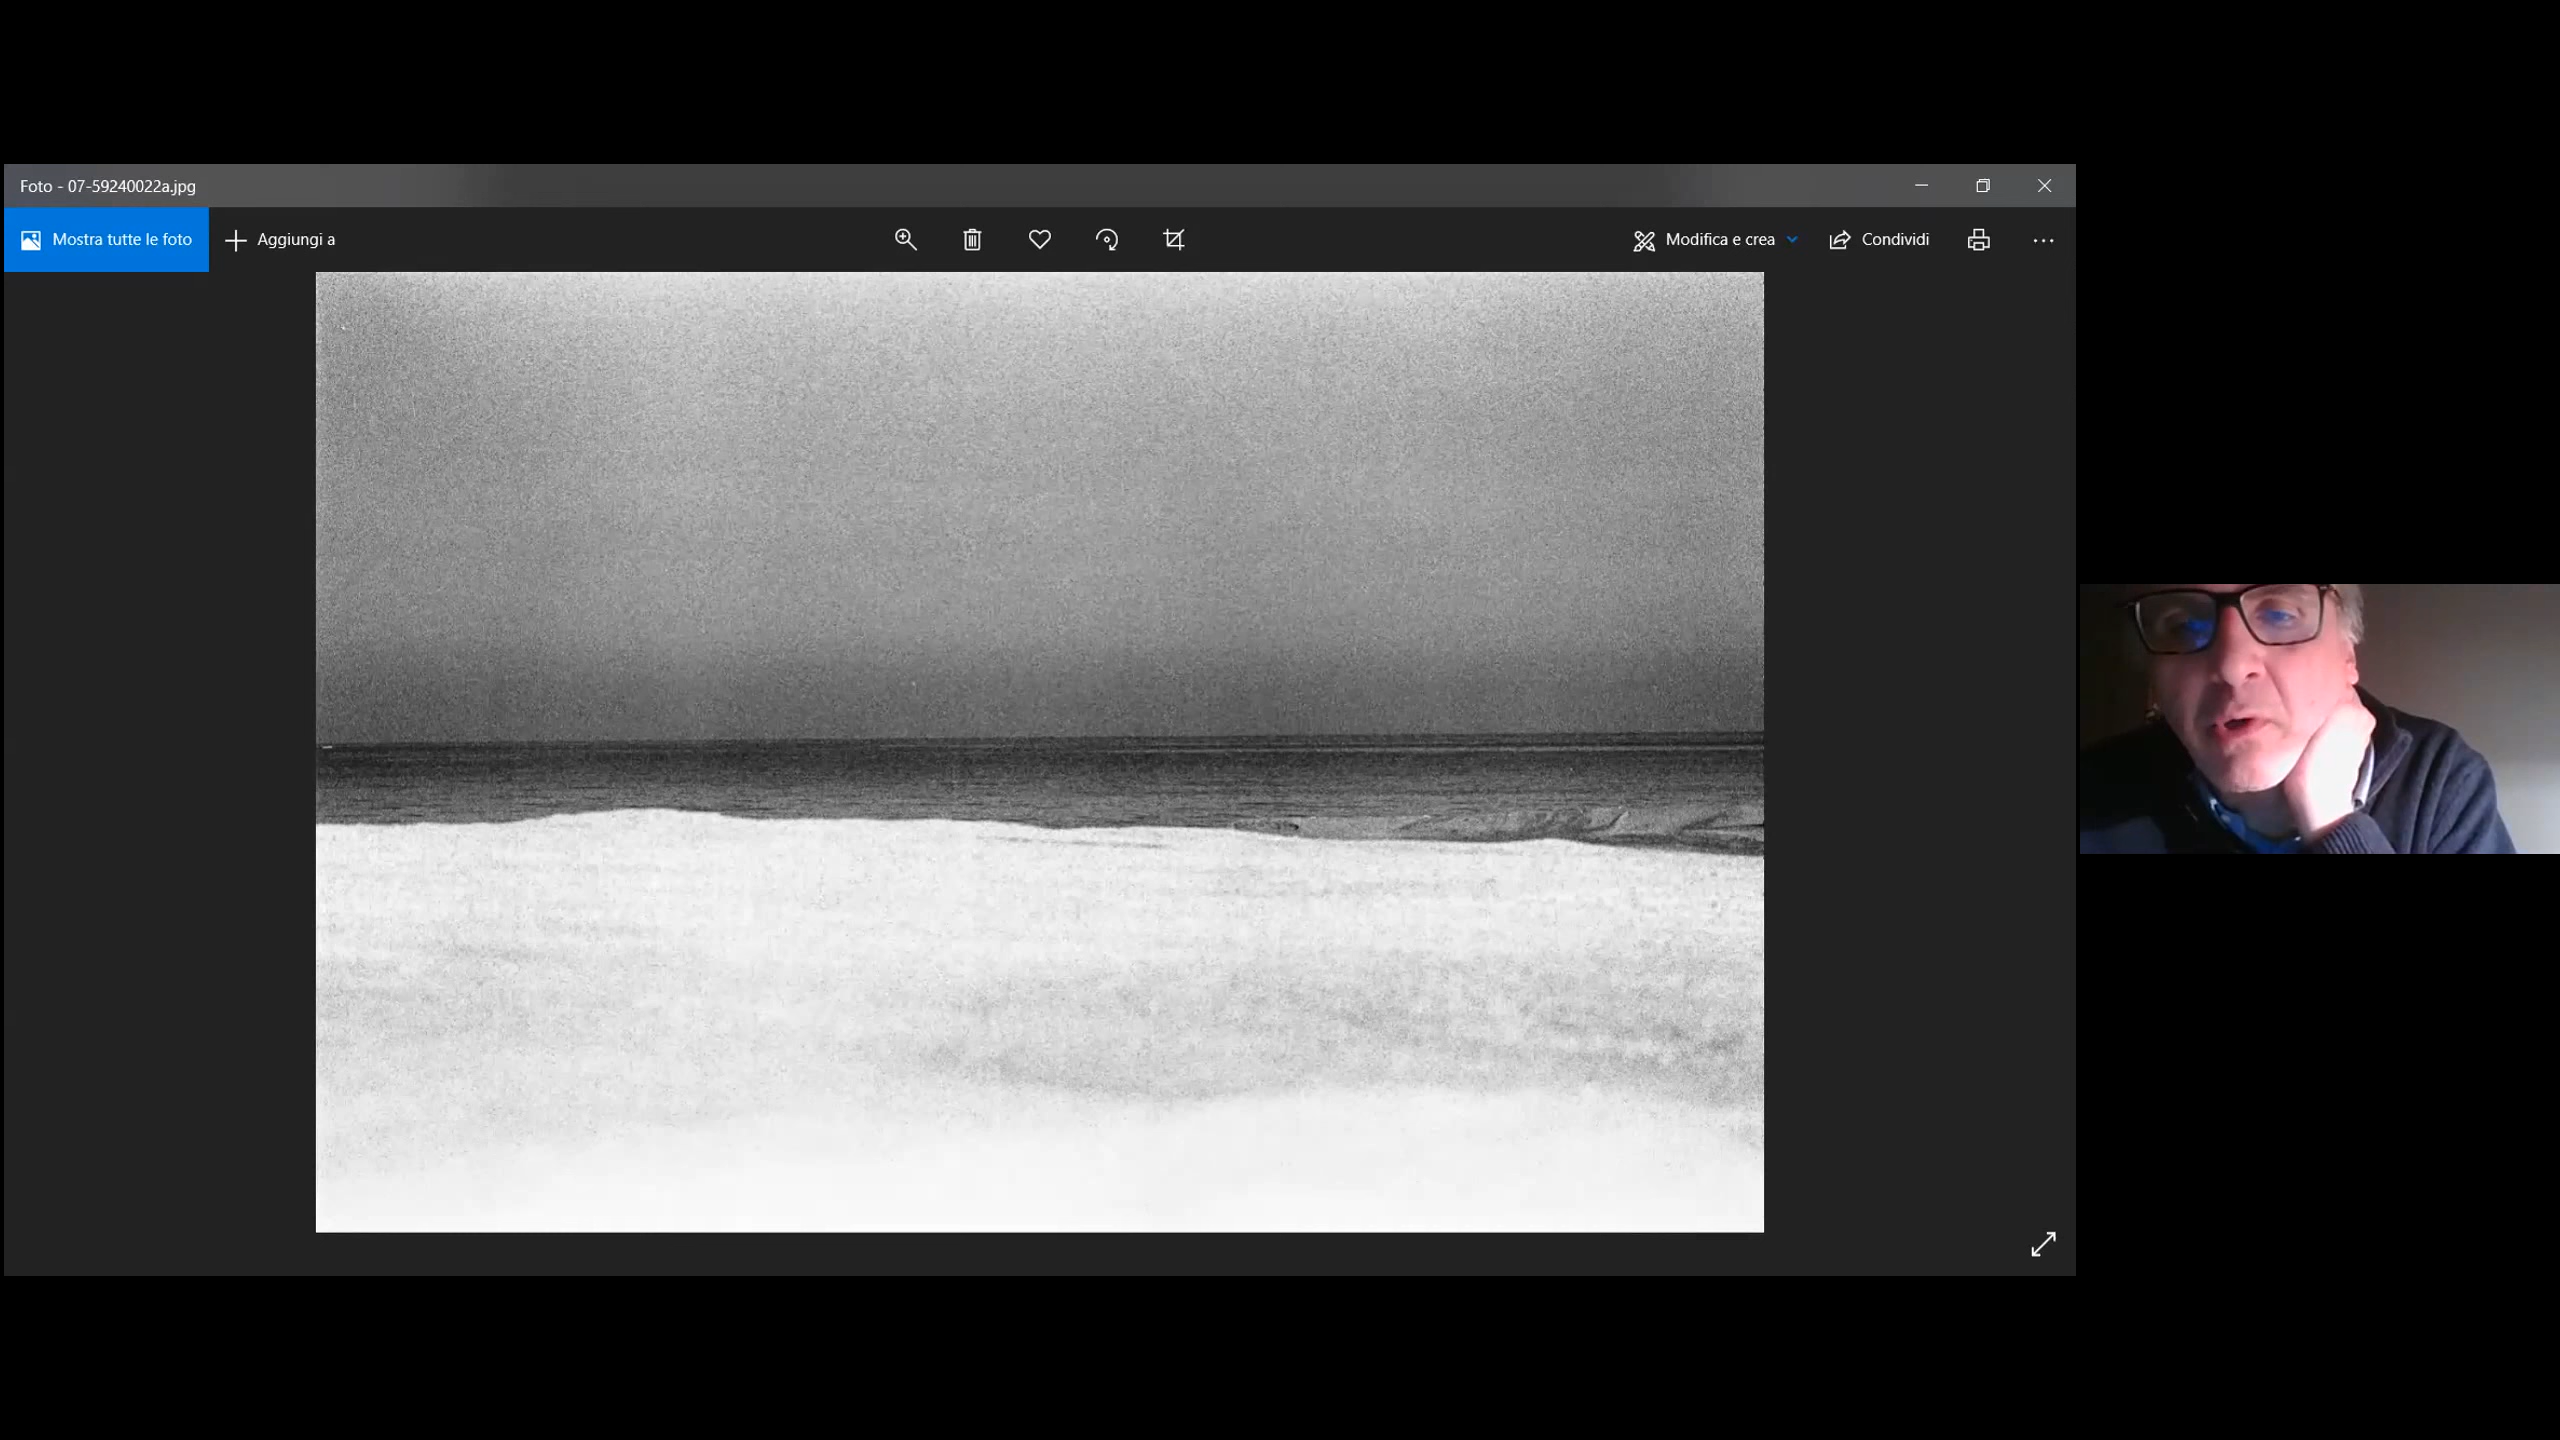 Foto - 07-59240022a.jpg
Mostra tutte le foto
Aggiungi a
Modifica e crea
Condividi